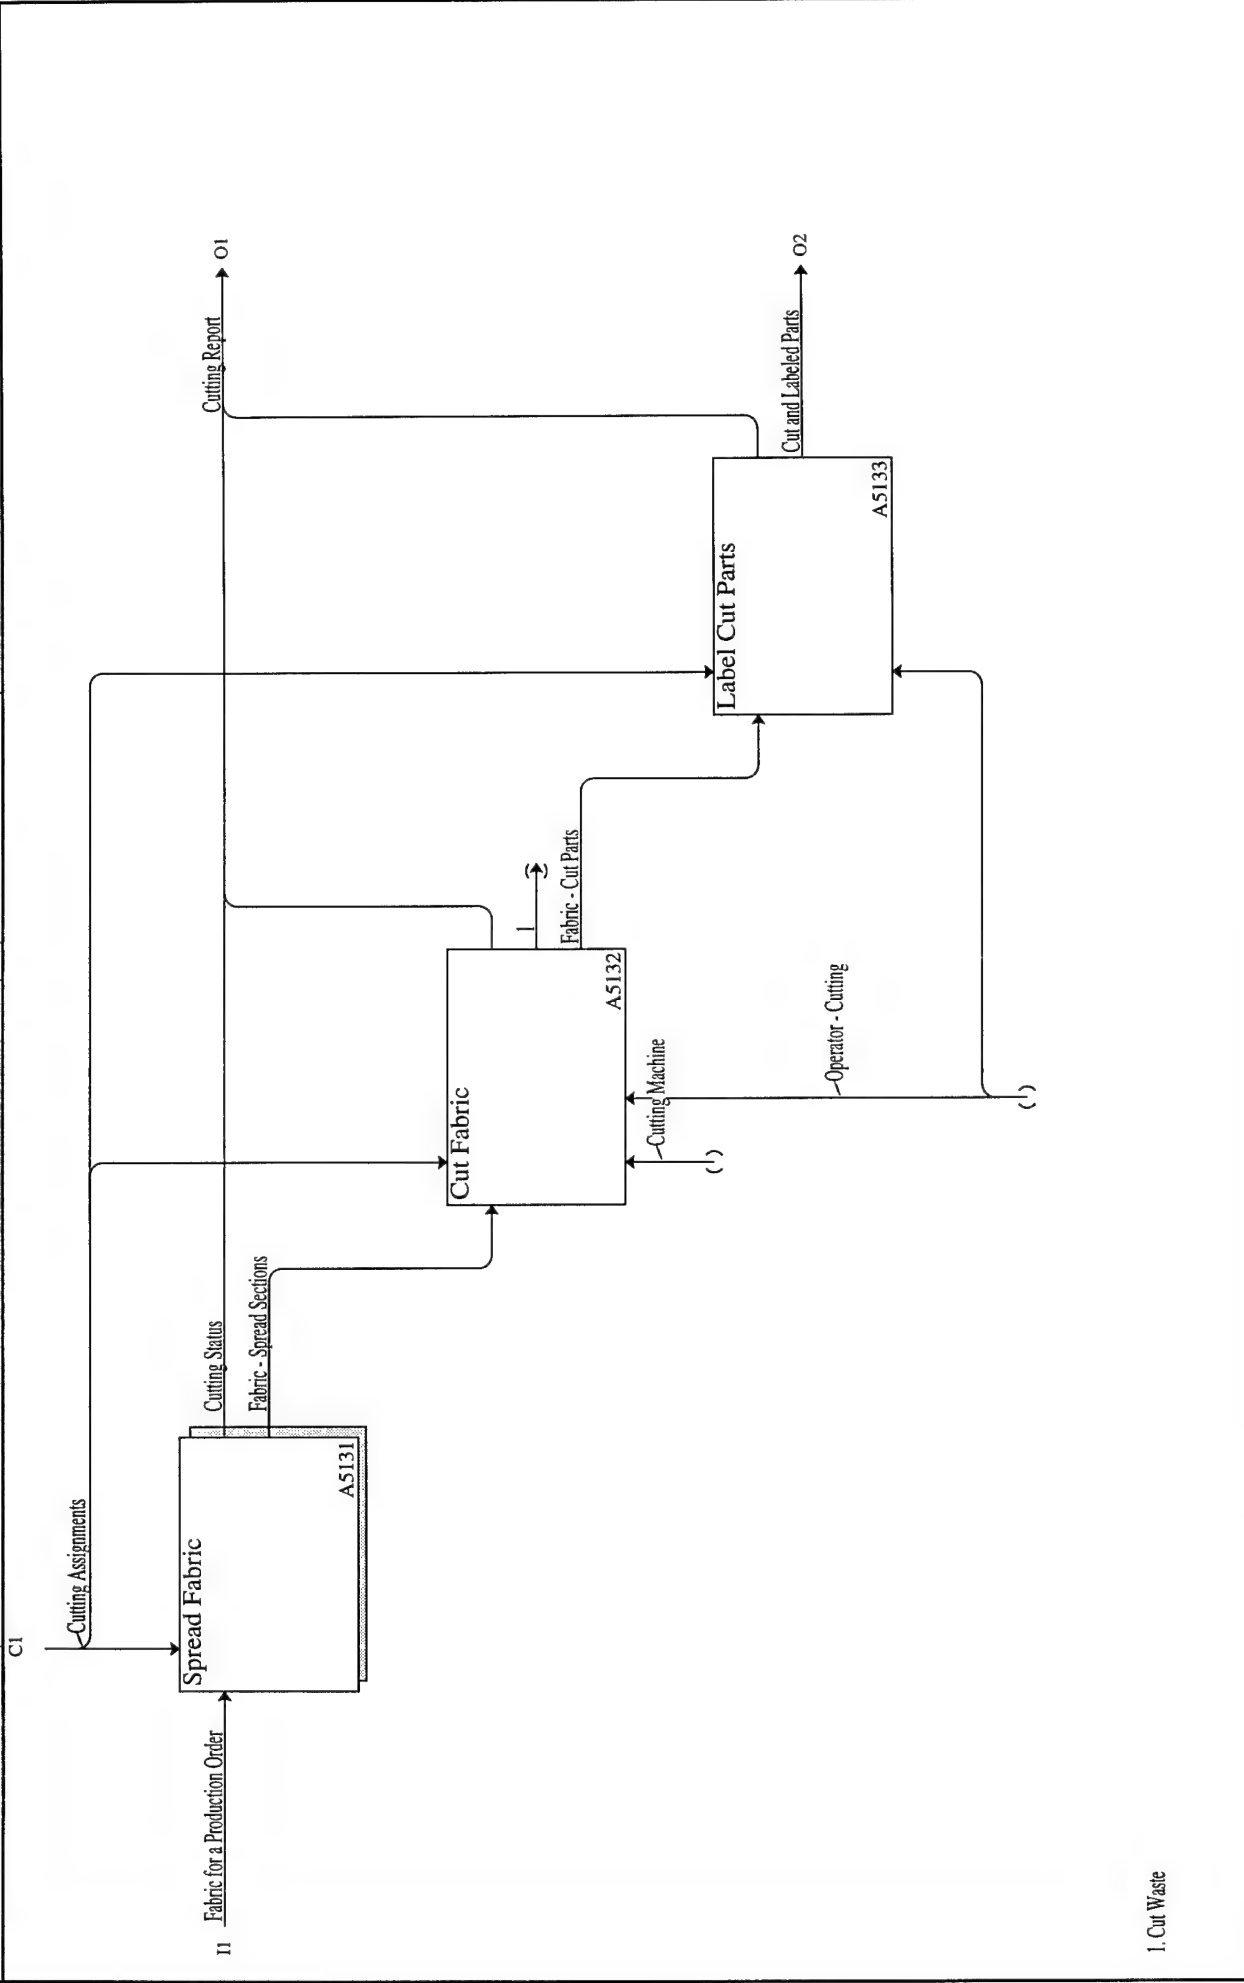 C1
Cutting Assignments
I1
Fabric for a Production Order
Spread Fabric
A5131
Cutting Status
Fabric - Spread Sections
Cutting Report
O1
Cut Fabric
A5132
1
Fabric - Cut Parts
Cutting Machine
Operator - Cutting
Label Cut Parts
A5133
Cut and Labeled Parts
O2
1. Cut Waste